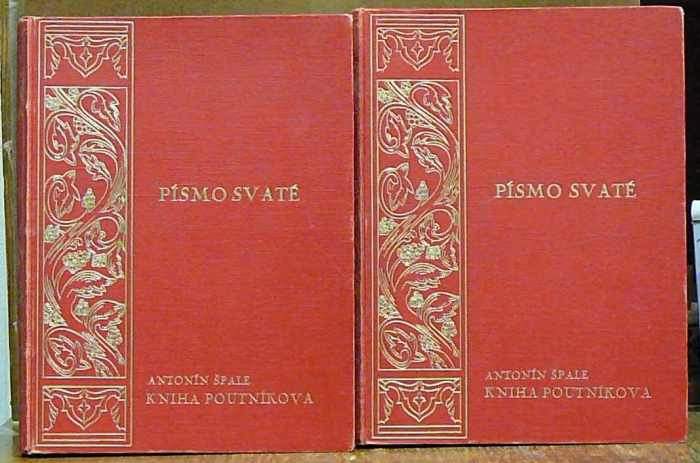 PÍSMO SVATÉ
ANTONÍN ŠPALE
KNIHA POUTNÍKOVA
PÍSMO SVATÉ
ANTONÍN ŠPALE
KNIHA POUTNÍKOVA